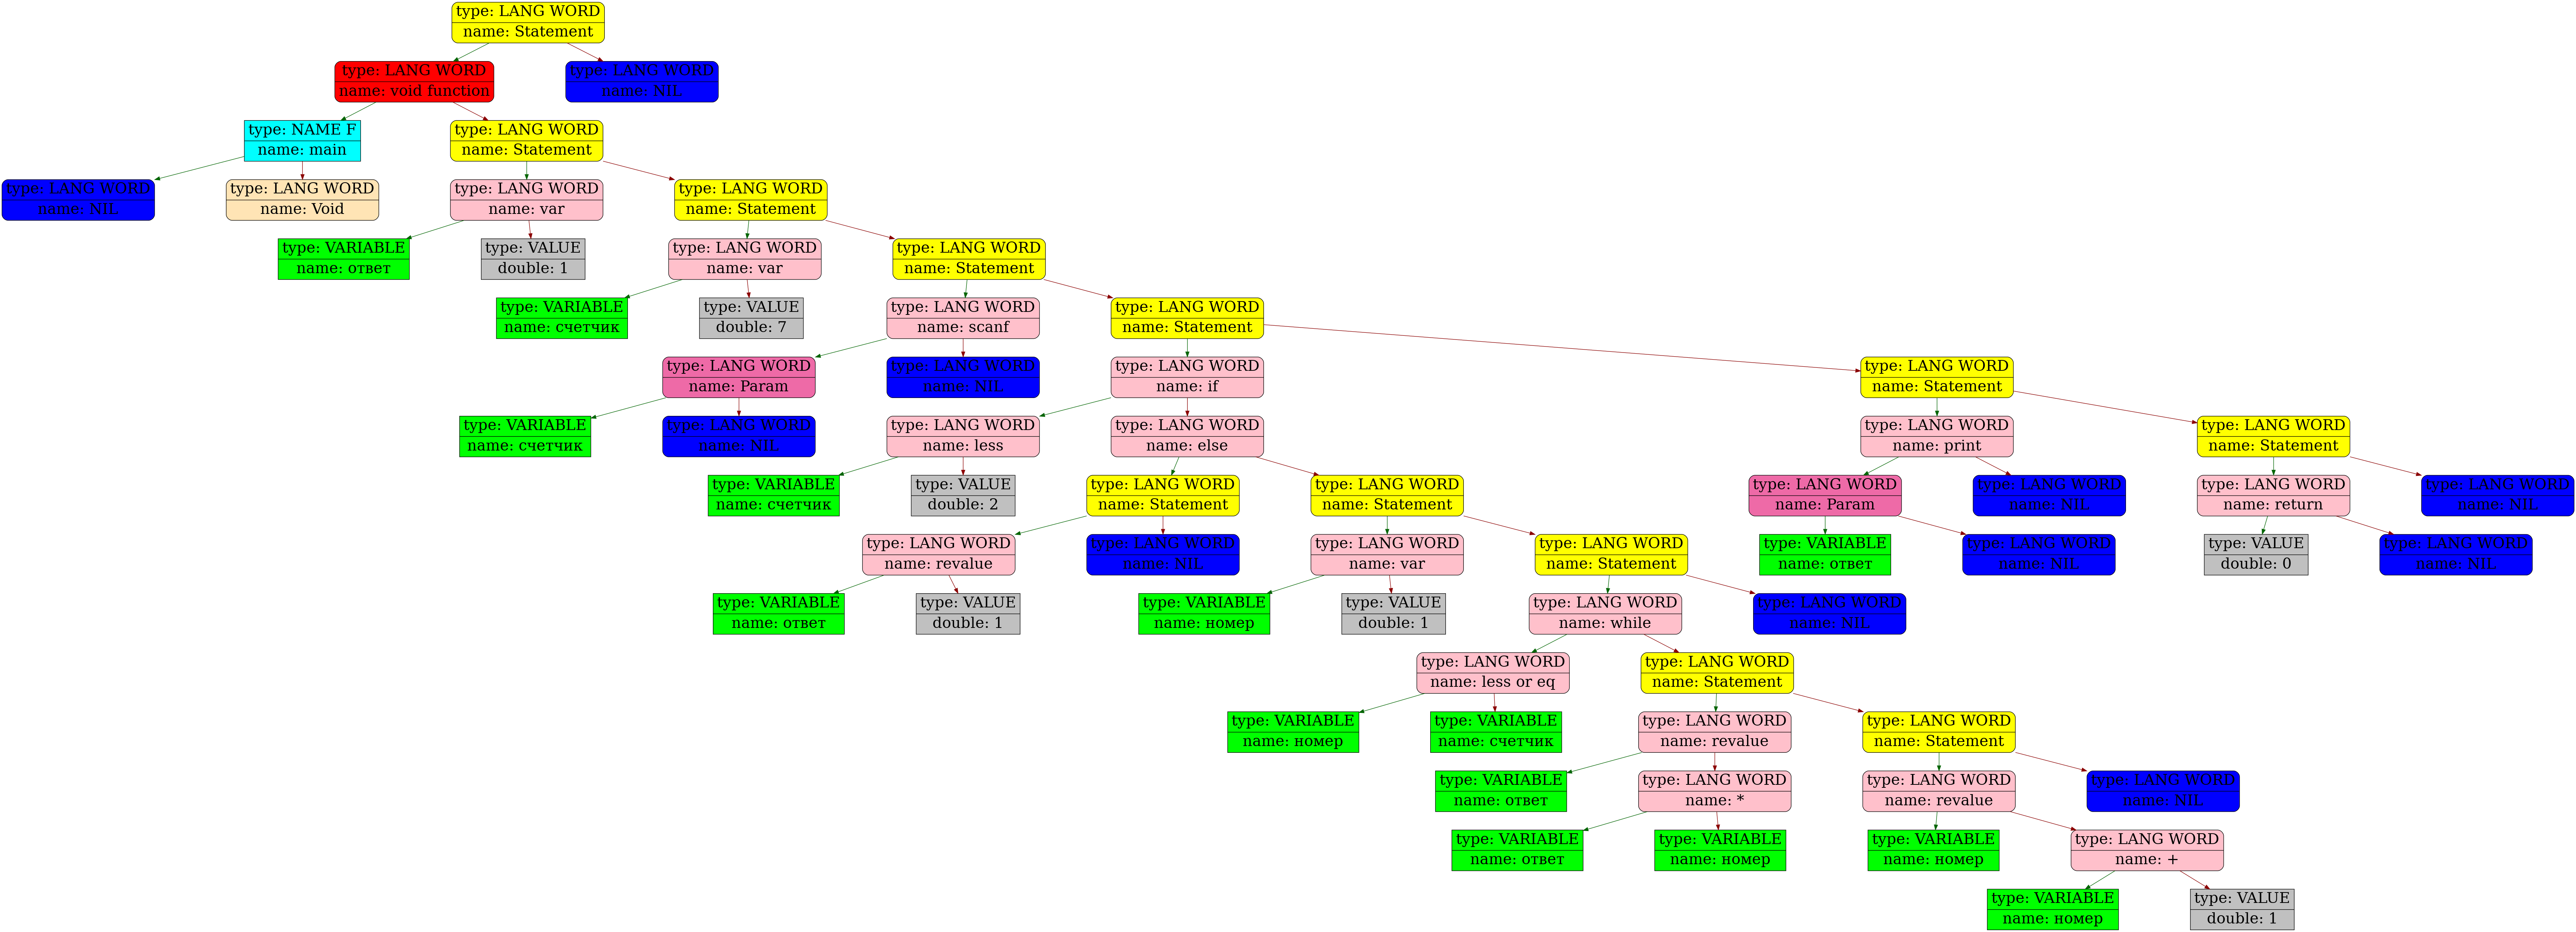 type: LANG WORD
name: Statement
type: LANG WORD
name: void function
type: LANG WORD
name: NIL
type: NAME F
name: main
type: LANG WORD
name: Statement
type: LANG WORD
name: NIL
type: LANG WORD
name: Void
type: LANG WORD
name: var
type: LANG WORD
name: Statement
type: VARIABLE
name: ответ
type: VALUE
double: 1
type: LANG WORD
name: var
type: LANG WORD
name: Statement
type: VARIABLE
name: счетчик
type: VALUE
double: 7
type: LANG WORD
name: scanf
type: LANG WORD
name: Statement
type: LANG WORD
name: Param
type: LANG WORD
name: NIL
type: LANG WORD
name: if
type: LANG WORD
name: Statement
type: VARIABLE
name: счетчик
type: LANG WORD
name: NIL
type: LANG WORD
name: less
type: LANG WORD
name: else
type: LANG WORD
name: print
type: LANG WORD
name: Statement
type: VARIABLE
name: счетчик
type: VALUE
double: 2
type: LANG WORD
name: Statement
type: LANG WORD
name: Statement
type: LANG WORD
name: Param
type: LANG WORD
name: NIL
type: LANG WORD
name: return
type: LANG WORD
name: NIL
type: LANG WORD
name: revalue
type: LANG WORD
name: NIL
type: LANG WORD
name: var
type: LANG WORD
name: Statement
type: VARIABLE
name: ответ
type: LANG WORD
name: NIL
type: VALUE
double: 0
type: LANG WORD
name: NIL
type: VARIABLE
name: ответ
type: VALUE
double: 1
type: VARIABLE
name: номер
type: VALUE
double: 1
type: LANG WORD
name: while
type: LANG WORD
name: NIL
type: LANG WORD
name: less or eq
type: LANG WORD
name: Statement
type: VARIABLE
name: номер
type: VARIABLE
name: счетчик
type: LANG WORD
name: revalue
type: LANG WORD
name: Statement
type: VARIABLE
name: ответ
type: LANG WORD
name: *
type: LANG WORD
name: revalue
type: LANG WORD
name: NIL
type: VARIABLE
name: ответ
type: VARIABLE
name: номер
type: VARIABLE
name: номер
type: LANG WORD
name: +
type: VARIABLE
name: номер
type: VALUE
double: 1